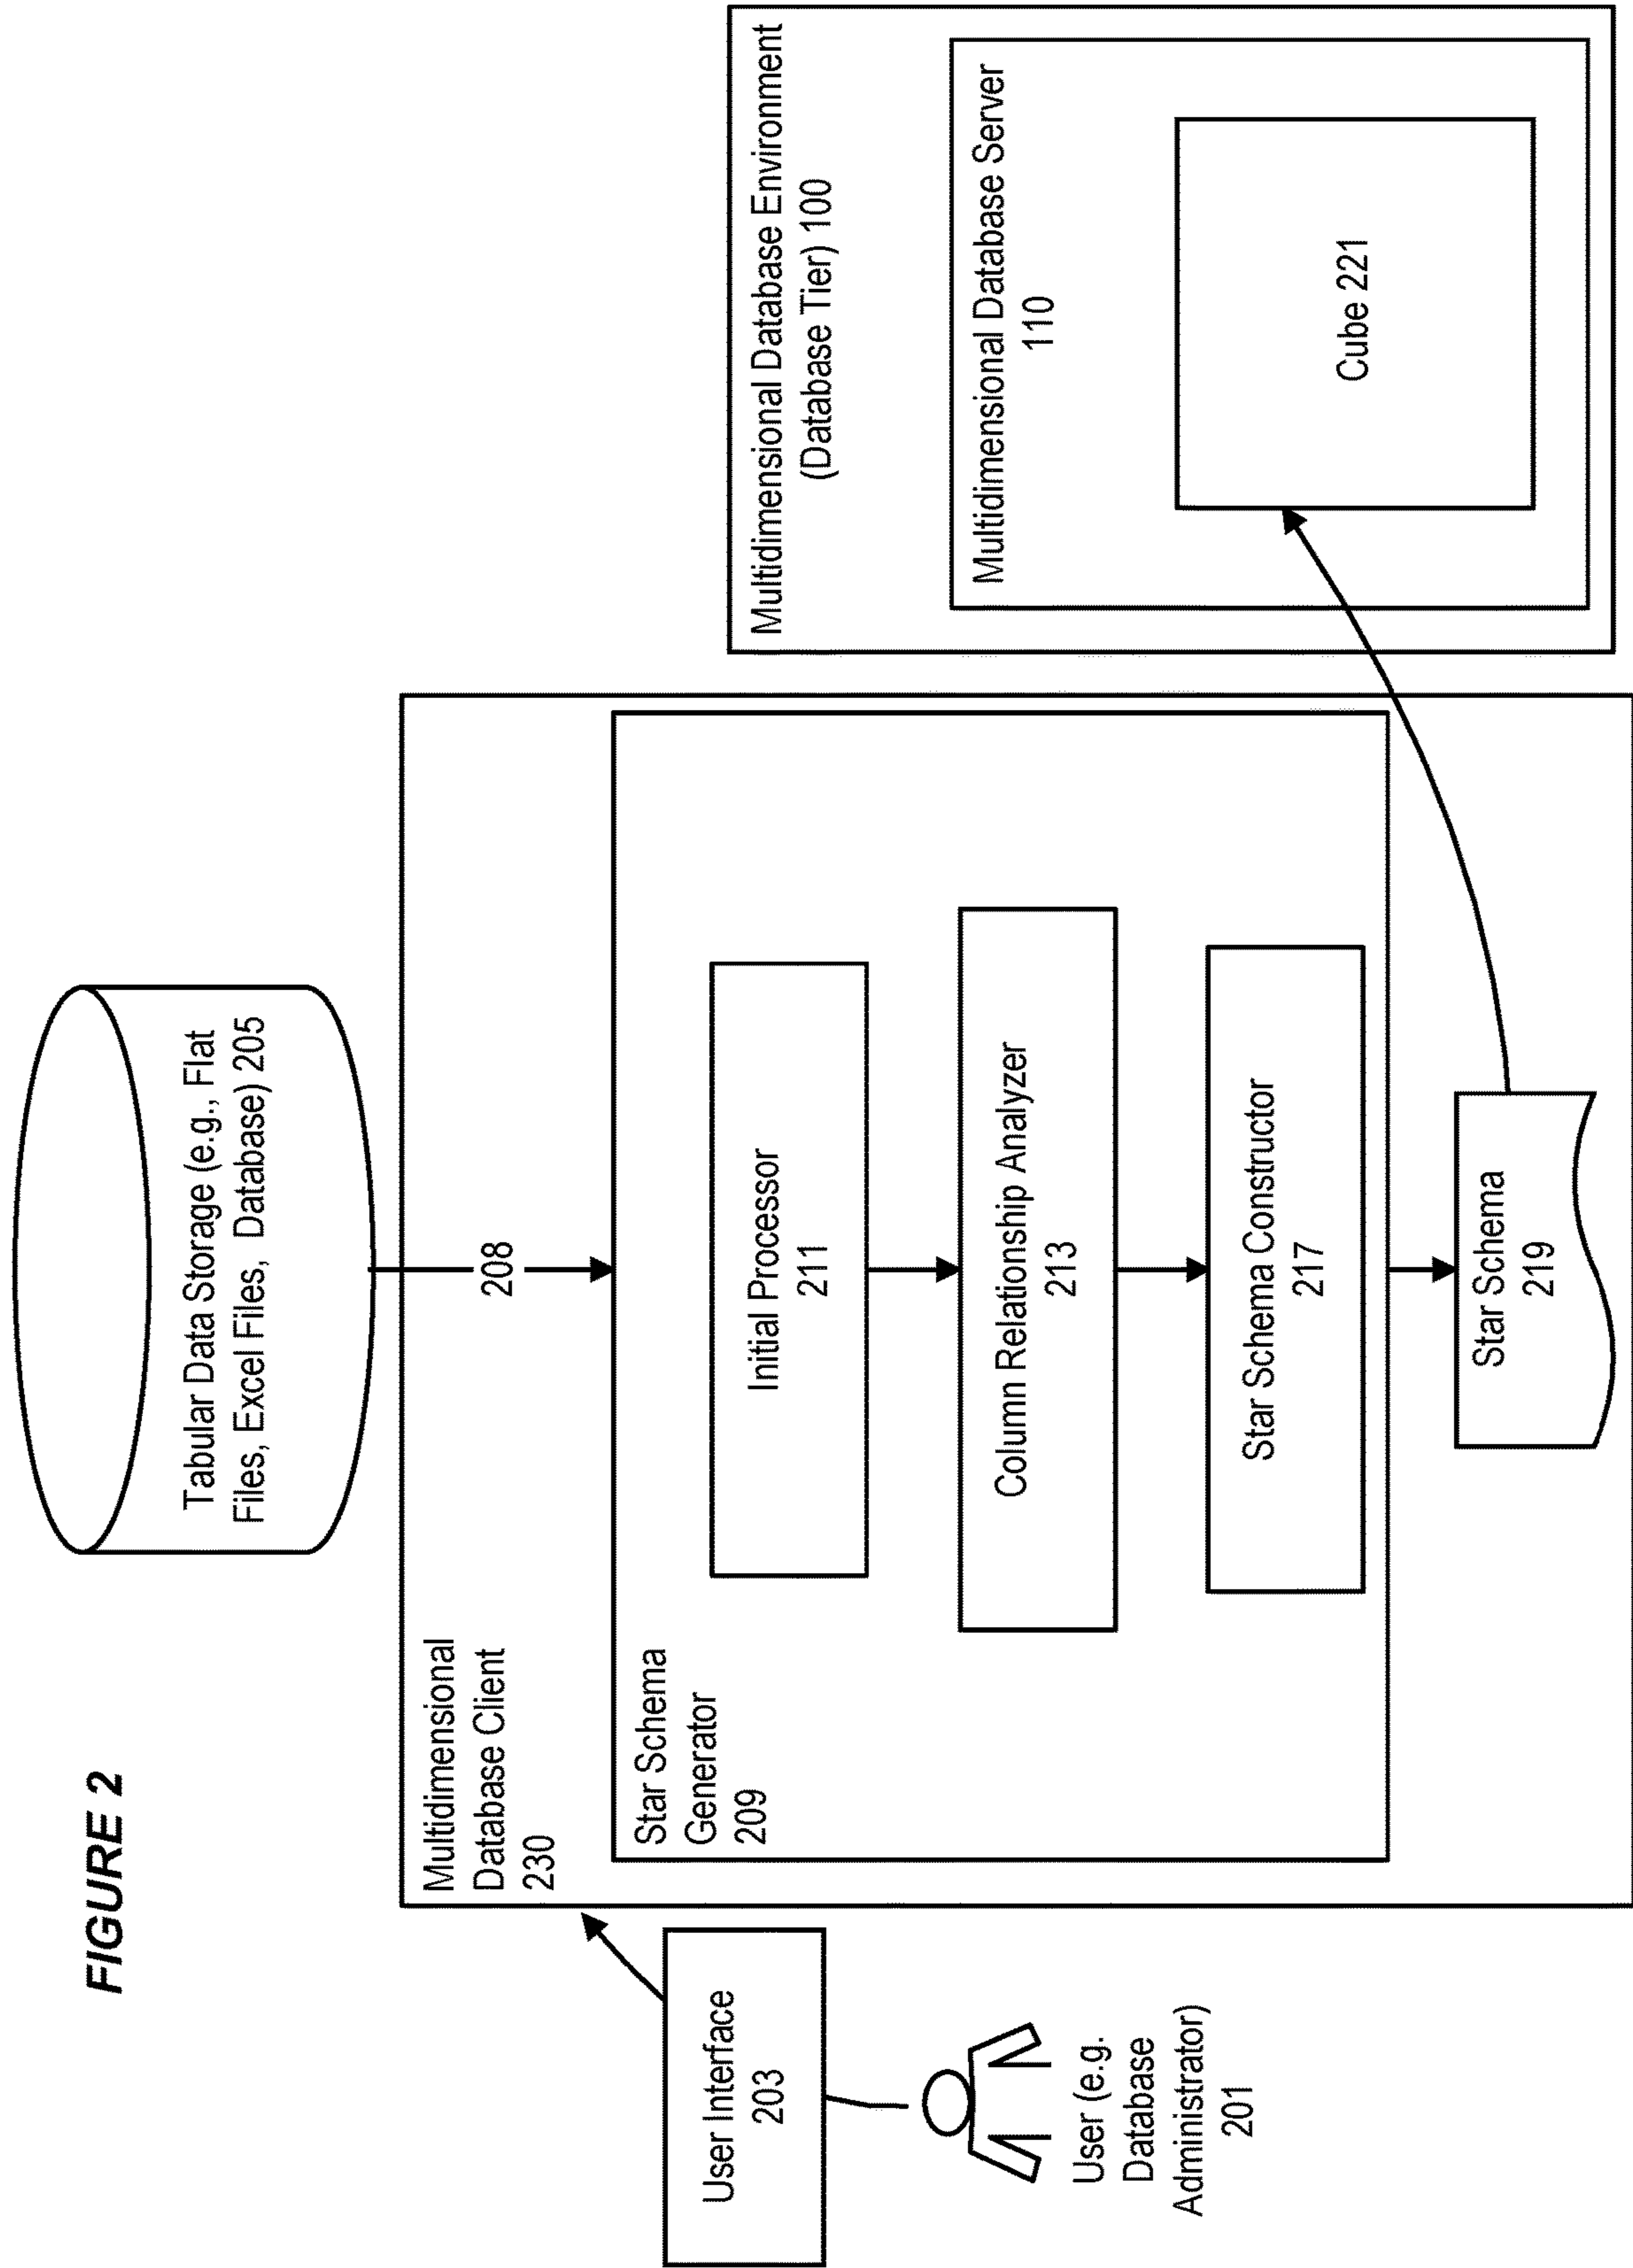 FIGURE 2
Tabular Data Storage (e.g., Flat
Files, Excel Files, Database) 205
208
Multidimensional
Database Client
230
Star Schema
Generator
209
Initial Processor
211
Column Relationship Analyzer
213
Star Schema Constructor
217
Star Schema
219
User Interface
203
User (e.g.
Database
Administrator)
201
Multidimensional Database Environment
(Database Tier) 100
Multidimensional Database Server
110
Cube 221